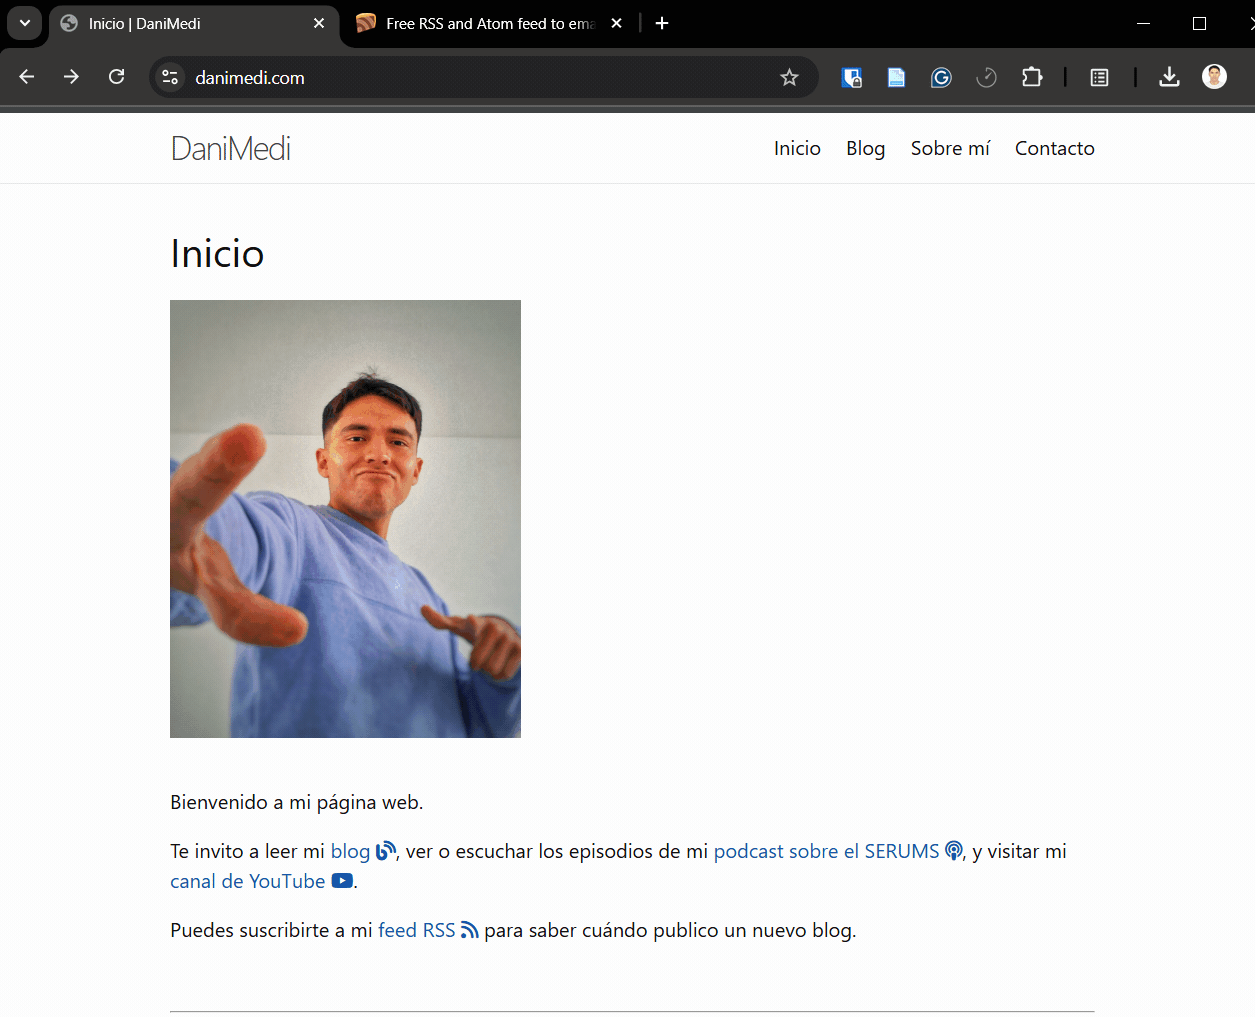 Inicio | DaniMedi
Free RSS and Atom feed to ema
danimedi.com
DaniMedi
Inicio
Blog
Sobre mí
Contacto
Inicio
Bienvenido a mi página web.
Te invito a leer mi blog, ver o escuchar los episodios de mi podcast sobre el SERUMS, y visitar mi
canal de YouTube.
Puedes suscribirte a mi feed RSS para saber cuándo publico un nuevo blog.